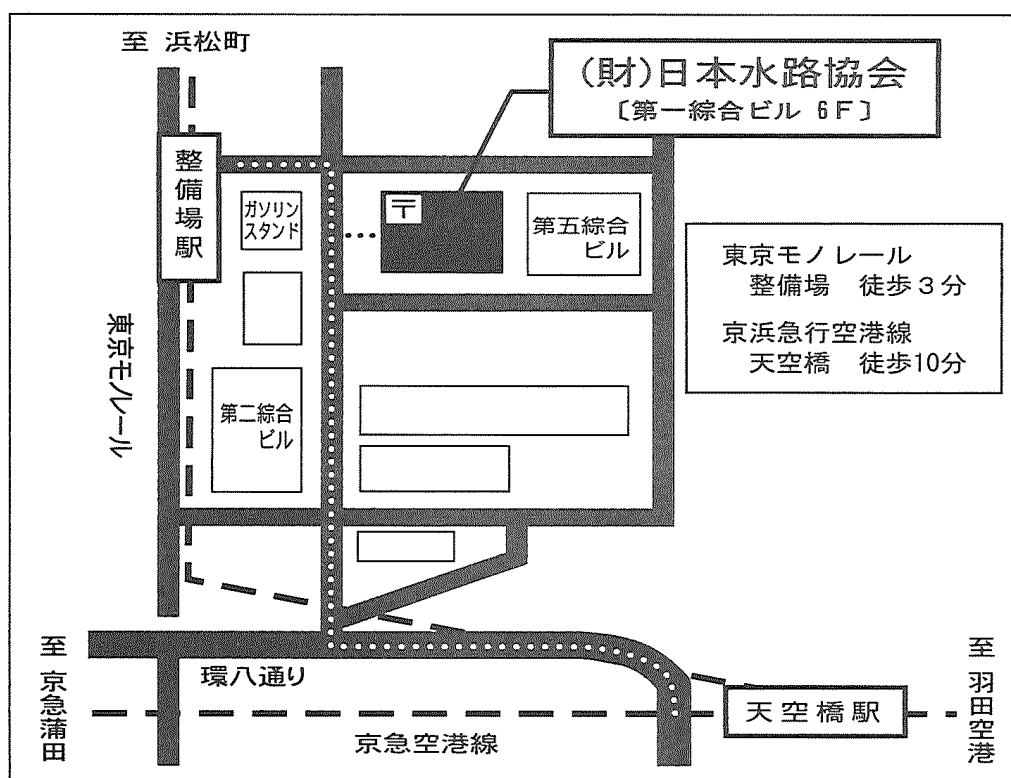 至 浜松町
(財)日本水路協会
〔第一綜合ビル 6F〕
整備場駅
ガソリン
スタンド
〒
第五綜合
ビル
東京モノレール
整備場 徒歩3分
京浜急行空港線
天空橋 徒歩10分
東京モノレール
第二綜合
ビル
至 京急蒲田
環八通り
京急空港線
天空橋駅
至 羽田空港